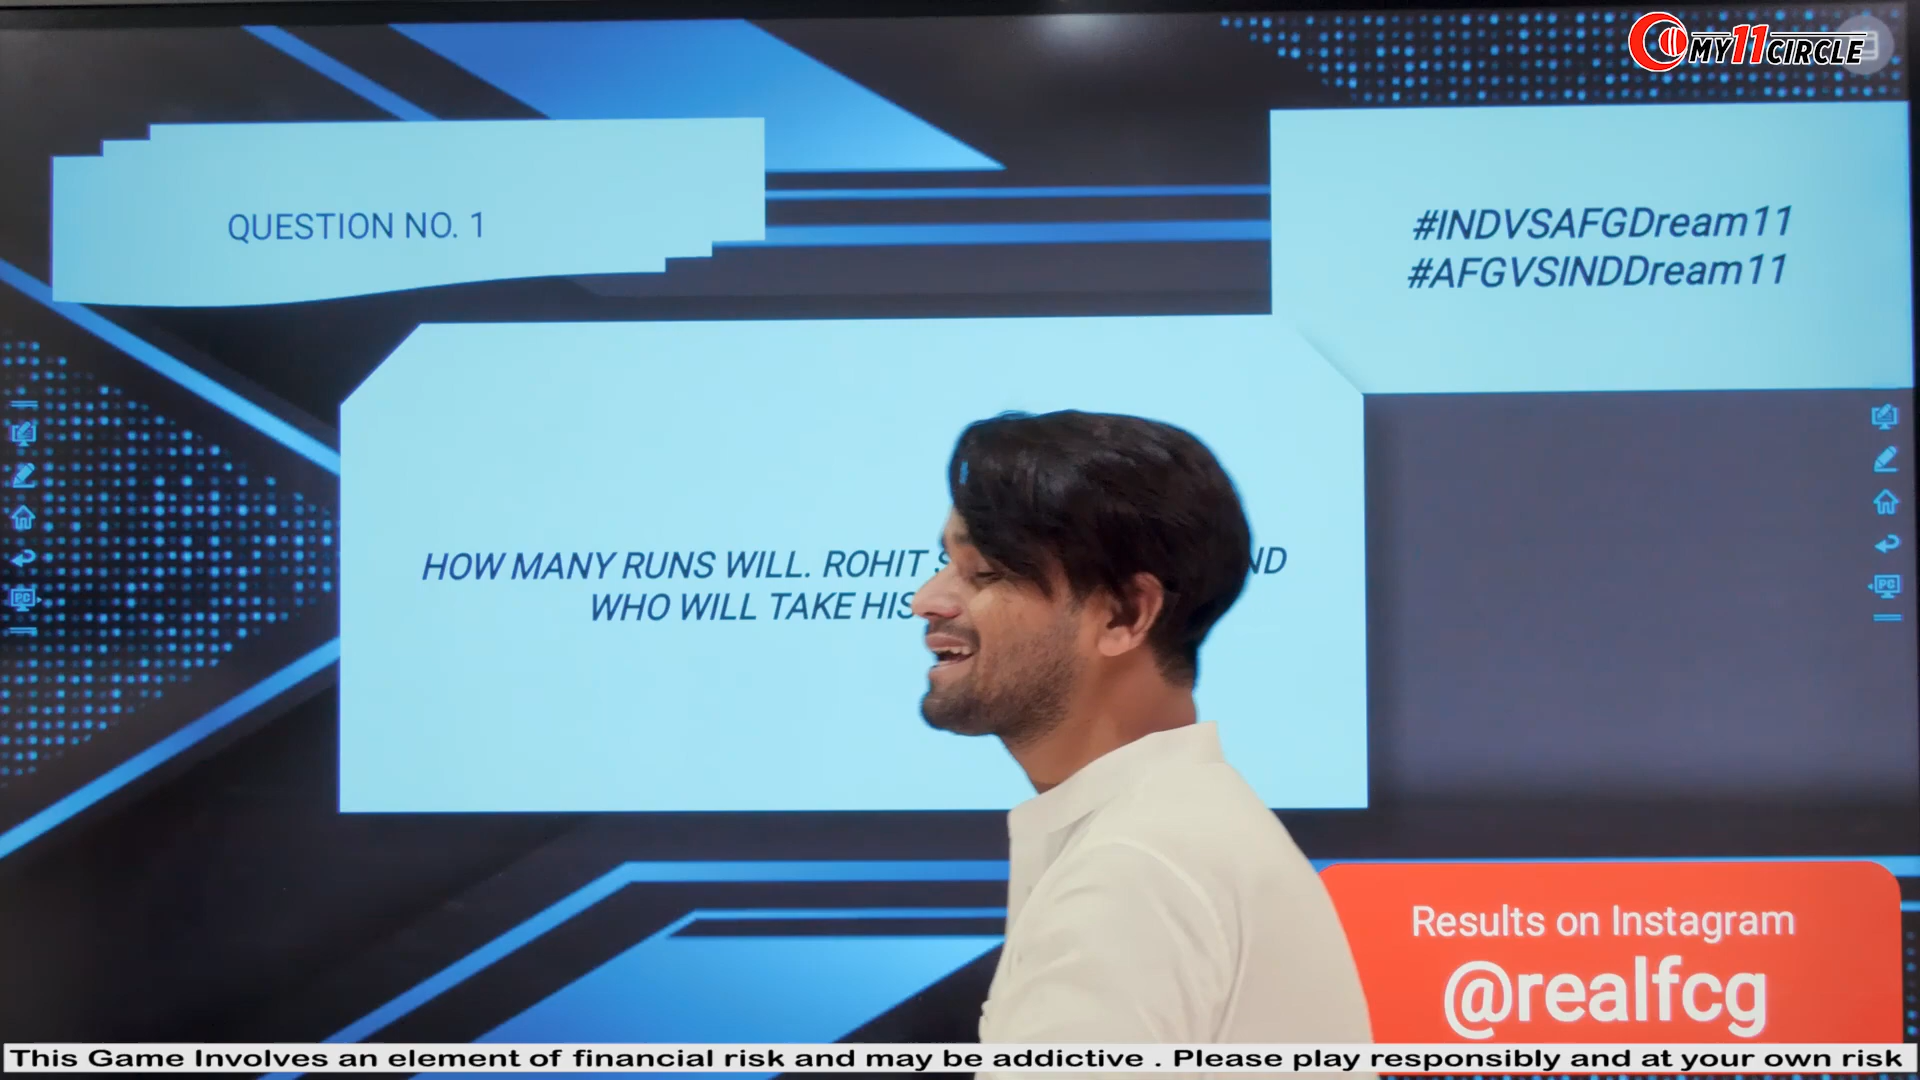 MY11CIRCLE
QUESTION NO. 1
#INDVSAFGDream11
#AFGVSINDDream11
HOW MANY RUNS WILL. ROHIT
WHO WILL TAKE HIS
PC
PC
Results on Instagram
@realfcg
This Game Involves an element of financial risk and may be addictive . Please play responsibly and at your own risk